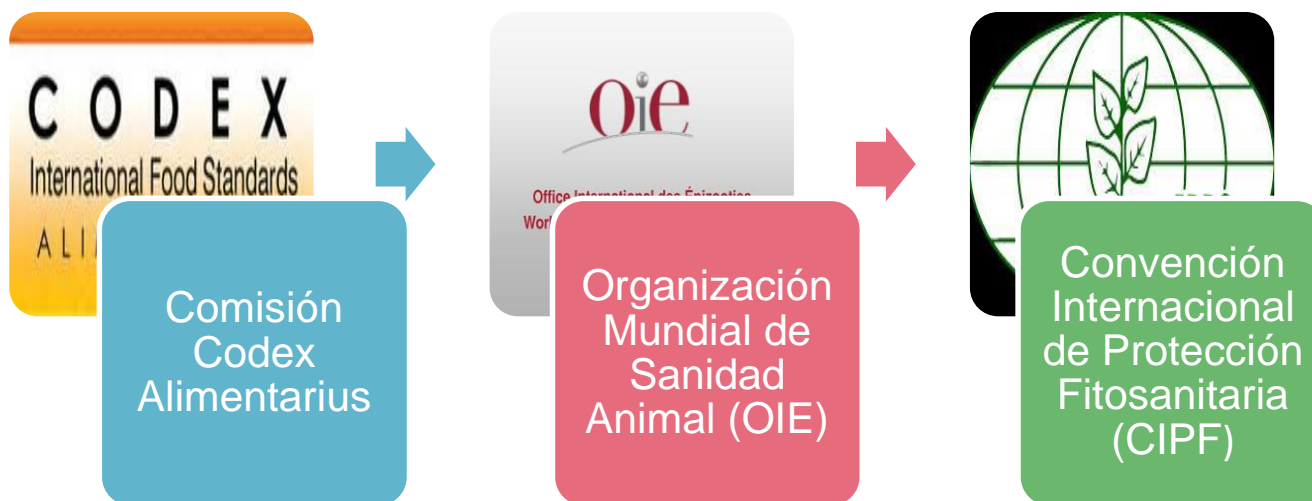 CODEX
International Food Standards
Comisión
Codex
Alimentarius
Oie
Office International des Épizooties
Organización
Mundial de
Sanidad
Animal (OIE)
Convención
Internacional
de Protección
Fitosanitaria
(CIPF)